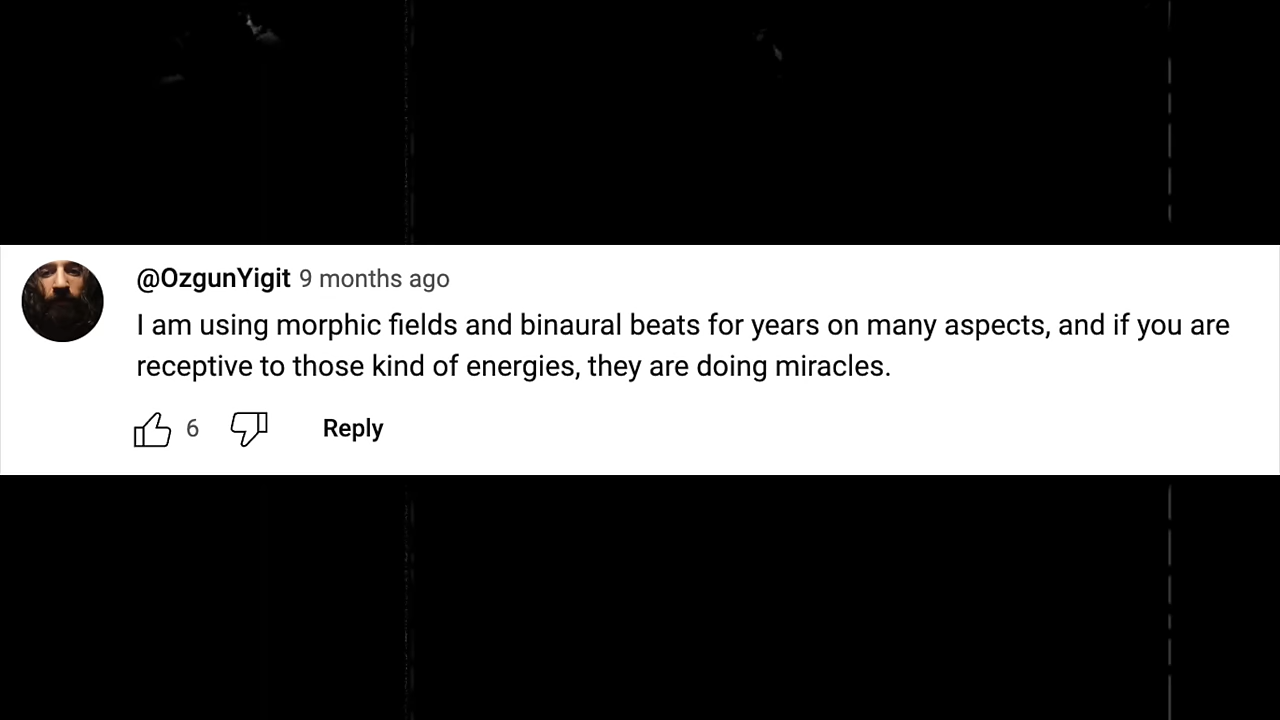 @OzgunYigit 9 months ago
I am using morphic fields and binaural beats for years on many aspects, and if you are
receptive to those kind of energies, they are doing miracles.
6 Reply